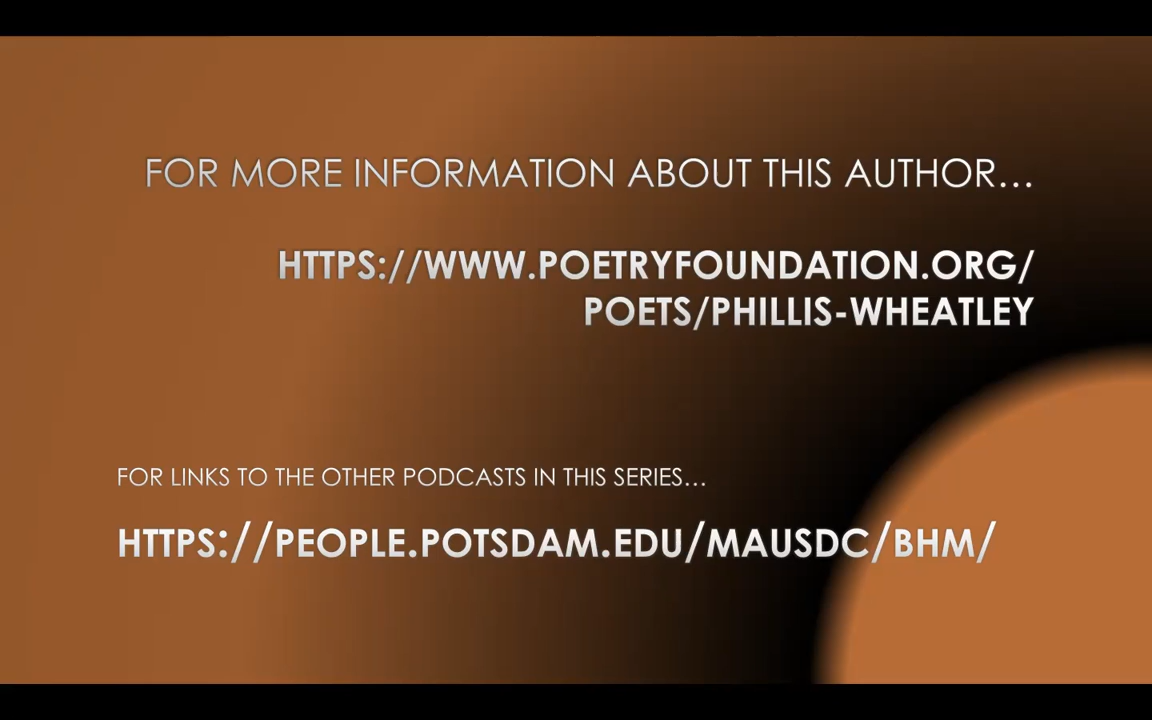 FOR MORE INFORMATION ABOUT THIS AUTHOR…
HTTPS://WWW.POETRYFOUNDATION.ORG/
POETS/PHILLIS-WHEATLEY
FOR LINKS TO THE OTHER PODCASTS IN THIS SERIES…
HTTPS://PEOPLE.POTSDAM.EDU/MAUSDC/BHM/